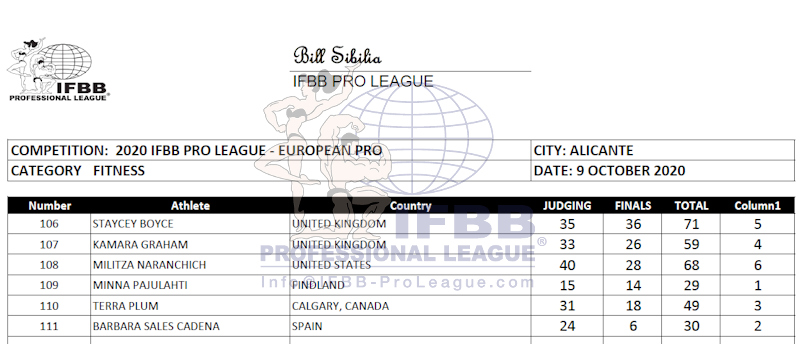 Bill Sibilia
IFBB PRO LEAGUE
IFBB
PROFESSIONAL LEAGUE®
COMPETITION: 2020 IFBB PRO LEAGUE - EUROPEAN PRO CITY: ALICANTE
CATEGORY FITNESS DATE: 9 OCTOBER 2020
Number Athlete Country JUDGING FINALS TOTAL Column1
106 STAYCEY BOYCE UNITED KINGDOM 35 36 71 5
107 KAMARA GRAHAM UNITED KINGDOM 33 26 59 4
108 MILITZA NARANCHICH UNITED STATES 40 28 68 6
109 MINNA PAJULAHTI FINDLAND 15 14 29 1
110 TERRA PLUM CALGARY, CANADA 31 18 49 3
111 BARBARA SALES CADENA SPAIN 24 6 30 2
IFBB
PROFESSIONAL LEAGUE®
Info@IFBB-ProLeague.com